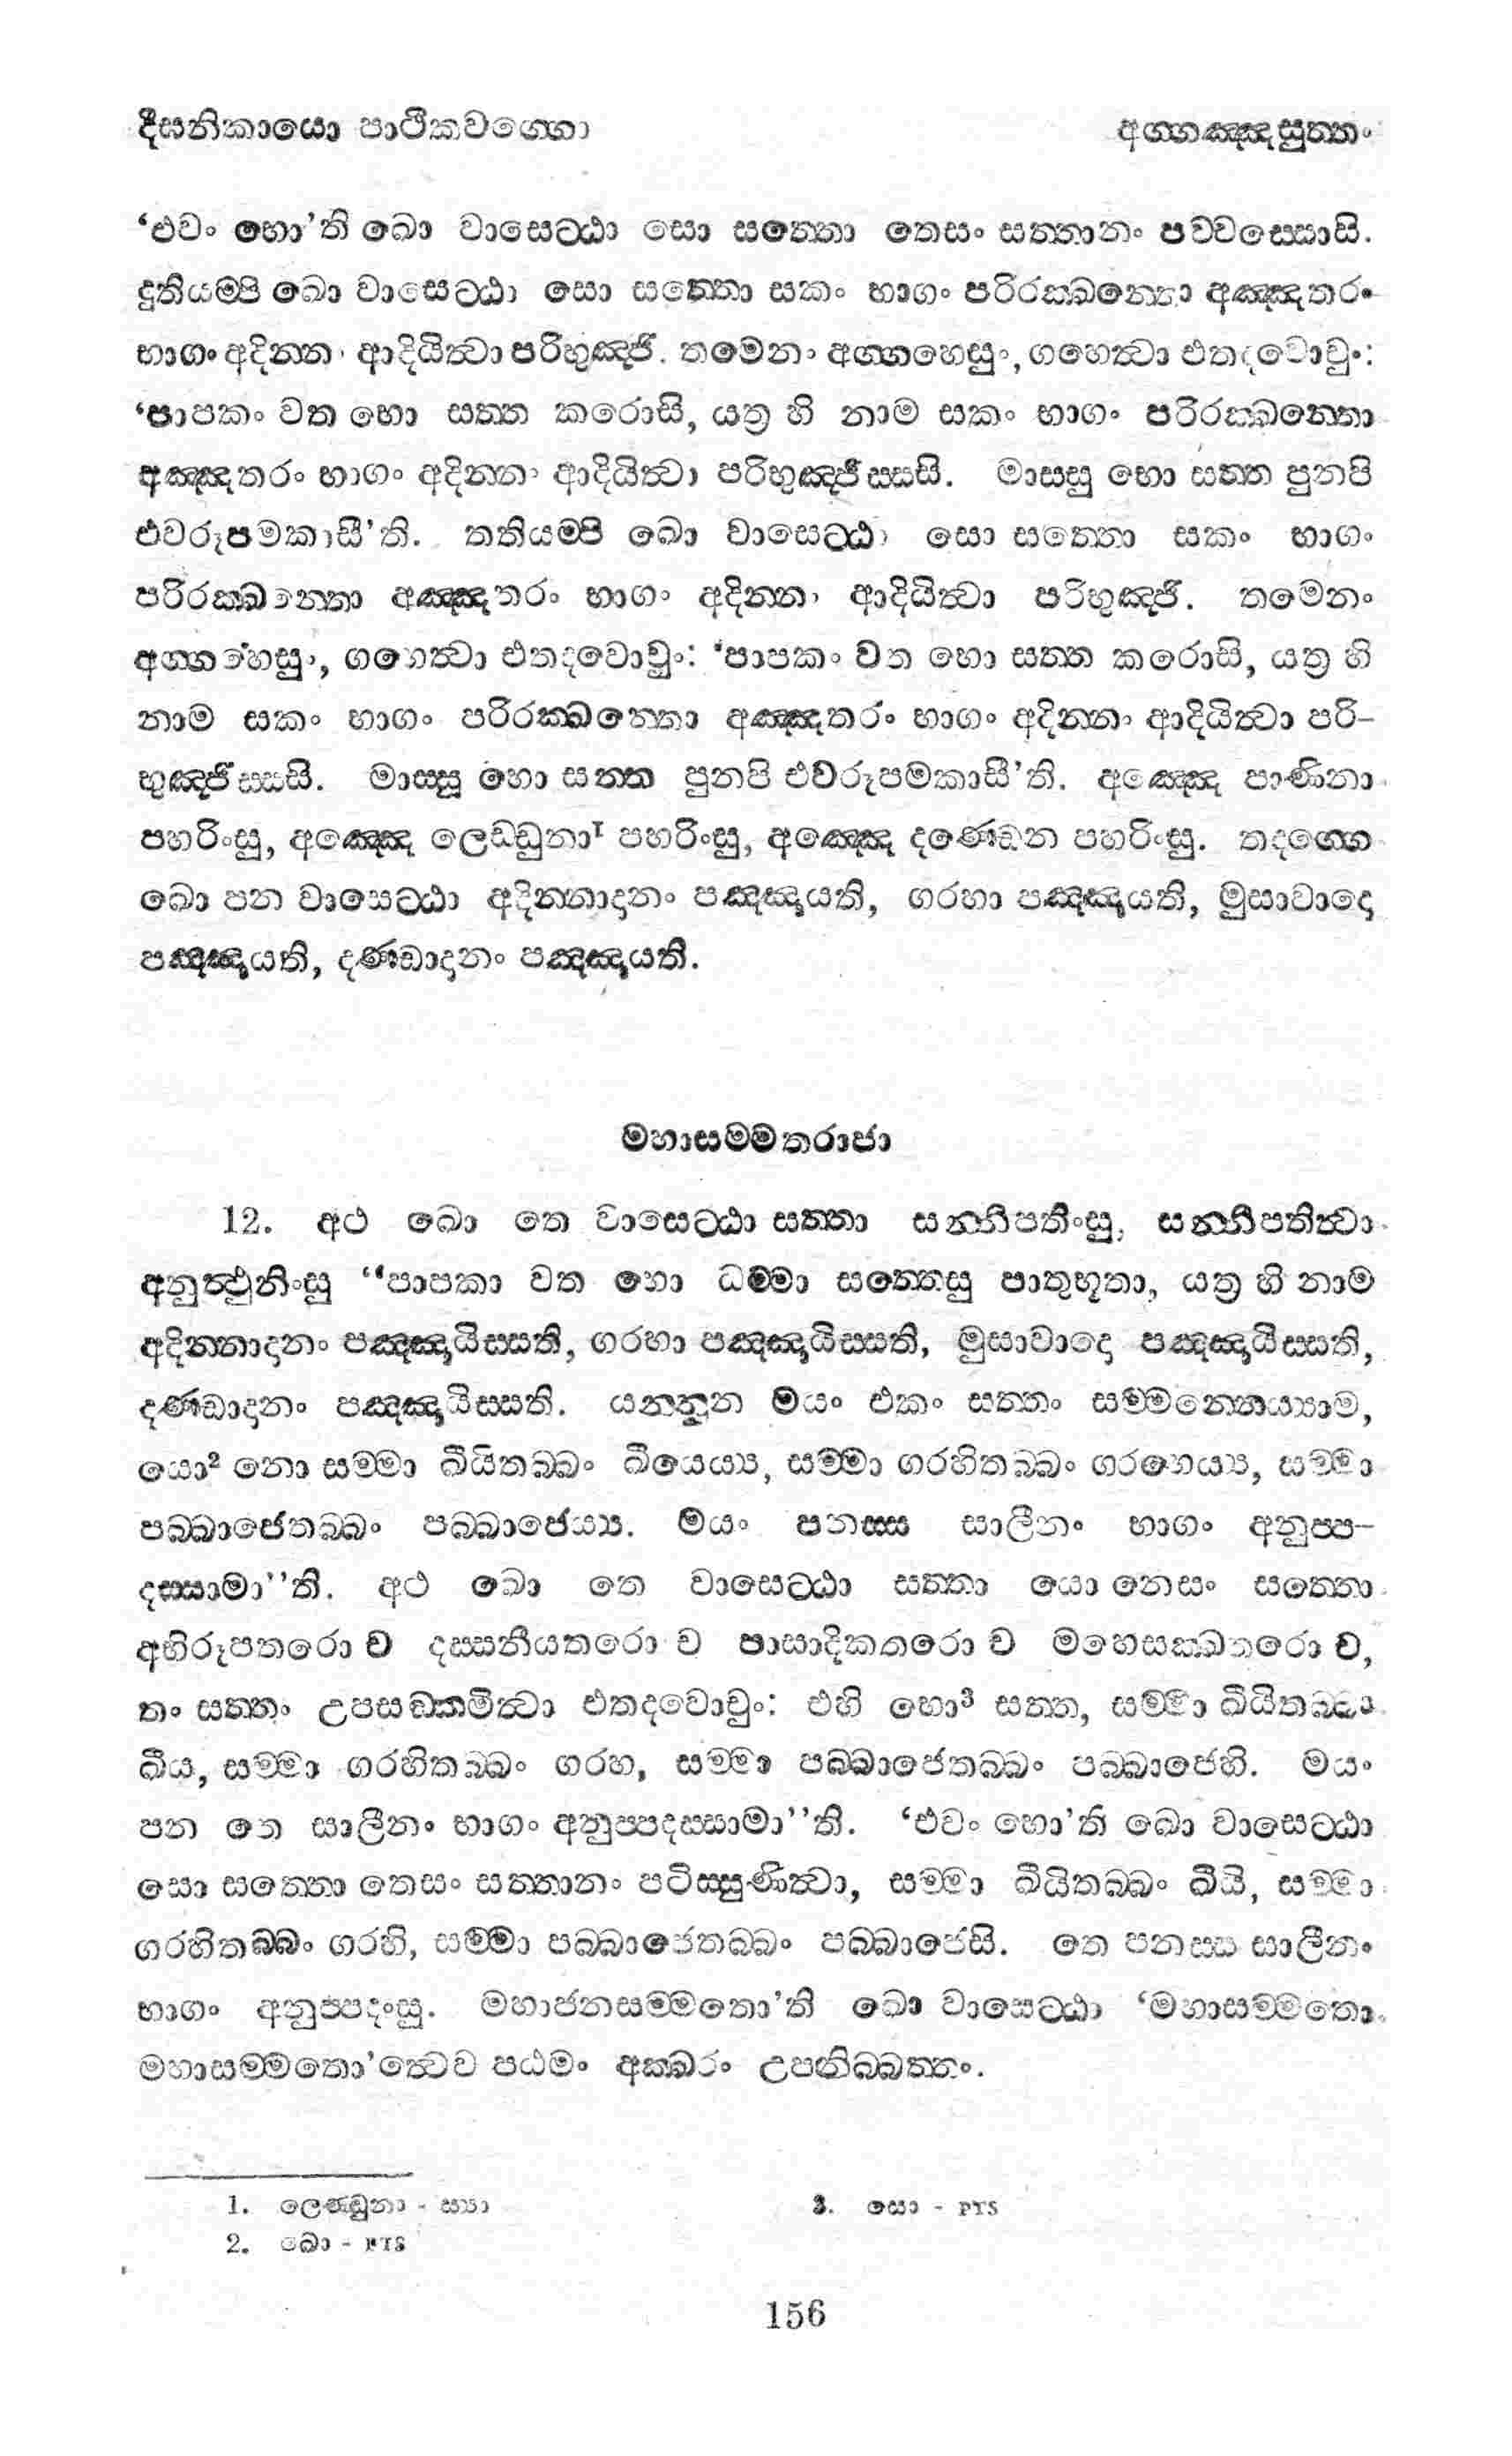 දීඝනිකායො පාථිකවග්ගො අග්ගඤ්ඤසුත්තං
‘එවං භො’ති ඛො වාසෙට්ඨා සො සත්තො තෙසං සත්තානං පච්චස්සොසි.
දුතියම්පි ඛො වාසෙට්ඨා සො සත්තො සකං භාගං පරිරක්ඛන්තො අඤ්ඤතරං
භාගං අදින්නං ආදියිත්වා පරිභුඤ්ජි. තමෙනං අග්ගහෙසුං, ගහෙත්වා එතදවොචුං:
‘පාපකං වත භො සත්ත කරොසි, යත්‍ර හි නාම සකං භාගං පරිරක්ඛන්තො
අඤ්ඤතරං භාගං අදින්නං ආදියිත්වා පරිභුඤ්ජිස්සසි. මාස්සු භො සත්ත පුනපි
එවරූපමකාසී’ති. තතියම්පි ඛො වාසෙට්ඨා සො සත්තො සකං භාගං
පරිරක්ඛන්තො අඤ්ඤතරං භාගං අදින්නං ආදියිත්වා පරිභුඤ්ජි. තමෙනං
අග්ගහෙසුං, ගහෙත්වා එතදවොචුං: ‘පාපකං වත භො සත්ත කරොසි, යත්‍ර හි
නාම සකං භාගං පරිරක්ඛන්තො අඤ්ඤතරං භාගං අදින්නං ආදියිත්වා පරි-
භුඤ්ජිස්සසි. මාස්සු භො සත්ත පුනපි එවරූපමකාසී’ති. අඤ්ඤෙ පාණිනා
පහරිංසු, අඤ්ඤෙ ලෙඩ්ඩුනා¹ පහරිංසු, අඤ්ඤෙ දණ්ඩෙන පහරිංසු. තදග්ගෙ
ඛො පන වාසෙට්ඨා අදින්නාදානං පඤ්ඤායති, ගරහා පඤ්ඤායති, මුසාවාදො
පඤ්ඤායති, දණ්ඩාදානං පඤ්ඤායති.
මහාසම්මතරාජා
12. අථ ඛො තෙ වාසෙට්ඨා සත්තා සන්නිපතිංසු, සන්නිපතිත්වා
අනුත්ථුනිංසු “පාපකා වත භො ධම්මා සත්තෙසු පාතුභූතා, යත්‍ර හි නාම
අදින්නාදානං පඤ්ඤායිස්සති, ගරහා පඤ්ඤායිස්සති, මුසාවාදො පඤ්ඤායිස්සති,
දණ්ඩාදානං පඤ්ඤායිස්සති. යන්නූන මයං එකං සත්තං සම්මන්නෙය්‍යාම,
යො² නො සම්මා ඛීයිතබ්බං ඛීයෙය්‍ය, සම්මා ගරහිතබ්බං ගරහෙය්‍ය, සම්මා
පබ්බාජෙතබ්බං පබ්බාජෙය්‍ය. මයං පනස්ස සාලීනං භාගං අනුප්ප-
දස්සාමා”ති. අථ ඛො තෙ වාසෙට්ඨා සත්තා යො නෙසං සත්තො
අභිරූපතරො ච දස්සනීයතරො ච පාසාදිකතරො ච මහෙසක්ඛතරො ච,
තං සත්තං උපසඞ්කමිත්වා එතදවොචුං: එහි භො³ සත්ත, සම්මා ඛීයිතබ්බං
ඛීය, සම්මා ගරහිතබ්බං ගරහ, සම්මා පබ්බාජෙතබ්බං පබ්බාජෙහි. මයං
පන තෙ සාලීනං භාගං අනුප්පදස්සාමා”ති. ‘එවං භො’ති ඛො වාසෙට්ඨා
සො සත්තො තෙසං සත්තානං පටිස්සුණිත්වා, සම්මා ඛීයිතබ්බං ඛීයි, සම්මා
ගරහිතබ්බං ගරහි, සම්මා පබ්බාජෙතබ්බං පබ්බාජෙසි. තෙ පනස්ස සාලීනං
භාගං අනුප්පදංසු. මහාජනසම්මතො’ති ඛො වාසෙට්ඨා ‘මහාසම්මතො
මහාසම්මතො’ත්වෙව පඨමං අක්ඛරං උපනිබ්බත්තං.
1. ලෙණ්ඩුනා - ස්‍යා 3. සො - PTS
2. ඛො - PTS
156